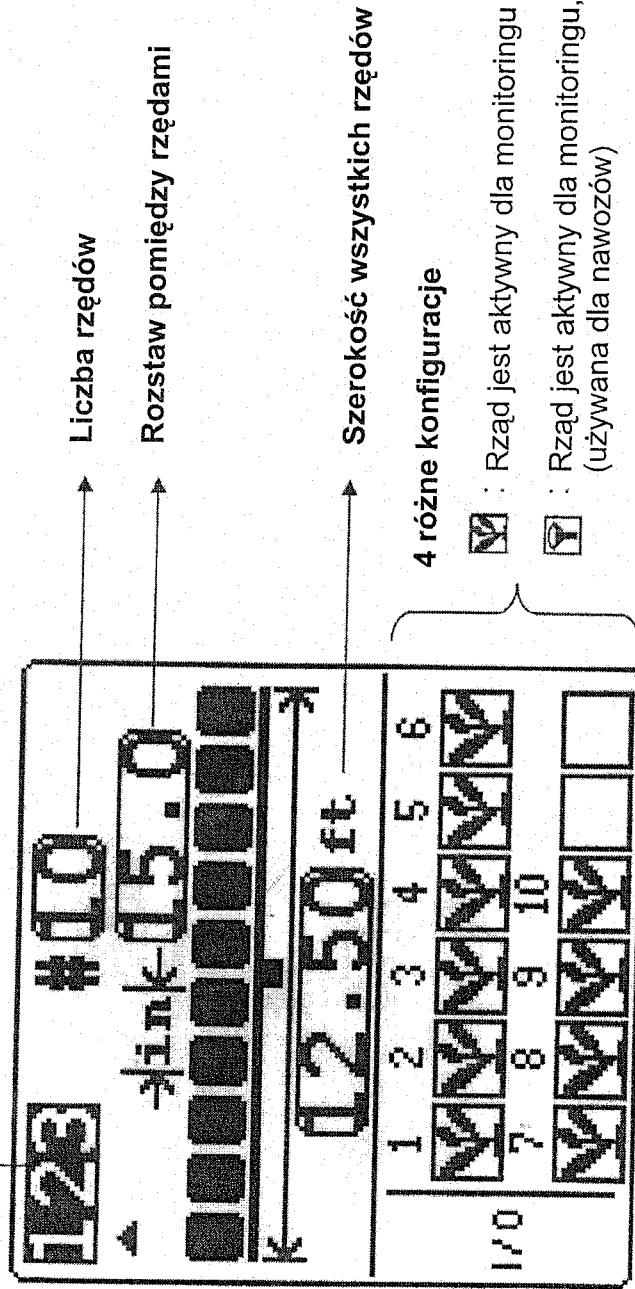 123
#10
in 15.0
12.50 ft
I/O
1 2 3 4 5 6
7 8 9 10
Liczba rzędów
Rozstaw pomiędzy rzędami
Szerokość wszystkich rzędów
4 różne konfiguracje
: Rząd jest aktywny dla monitoringu
: Rząd jest aktywny dla monitoringu,
(używana dla nawozów)